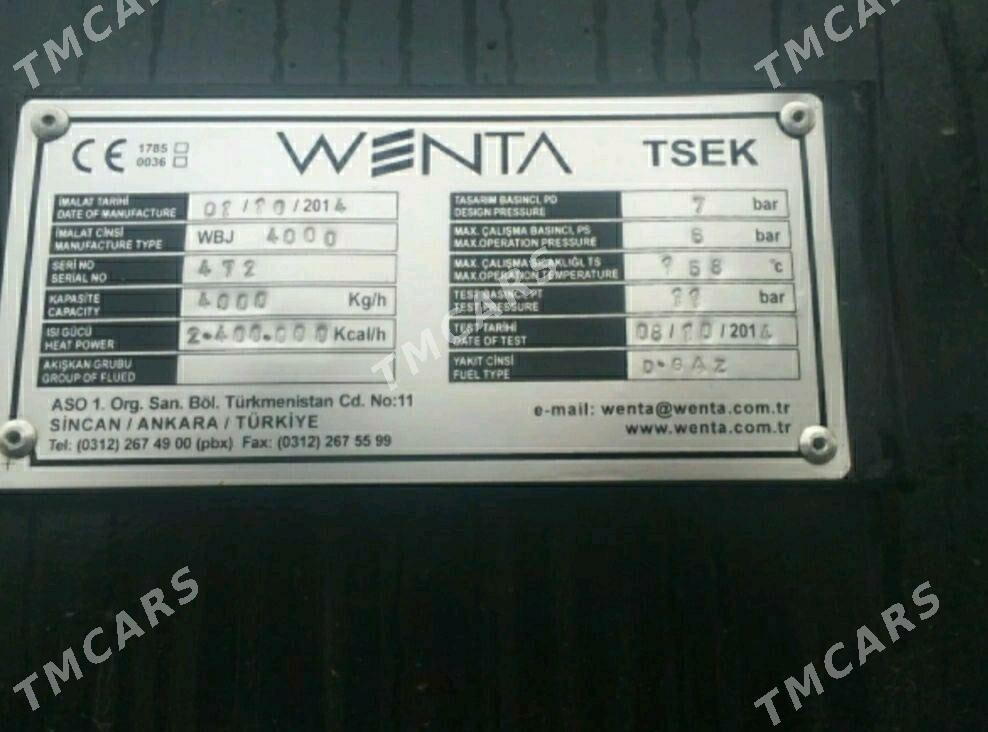 TMCARS
TMCARS
CE 1785
0036
WENTA
TSEK
İMALAT TARİHİ
DATE OF MANUFACTURE
/10/2014
İMALAT CİNSİ
MANUFACTURE TYPE
WBJ 4000
SERİ NO
SERIAL NO
472
KAPASİTE
CAPACITY
4000 Kg/h
ISI GÜCÜ
HEAT POWER
2.400.000 Kcal/h
AKIŞKAN GRUBU
GROUP OF FLUED
TASARIM BASINCI, PD
DESIGN PRESSURE
7 bar
MAX. ÇALIŞMA BASINCI, PS
MAX.OPERATION PRESSURE
6 bar
MAX. ÇALIŞMA SICAKLIĞI, TS
MAX.OPERATION TEMPERATURE
°c
TEST BASINCI, PT
TEST PRESSURE
11 bar
TEST TARİHİ
DATE OF TEST
08/10/2014
YAKIT CİNSİ
FUEL TYPE
D.GAZ
TMCARS
ASO 1. Org. San. Böl. Türkmenistan Cd. No:11
SİNCAN / ANKARA / TÜRKİYE
Tel: (0312) 267 49 00 (pbx) Fax: (0312) 267 55 99
e-mail: wenta@wenta.com.tr
www.wenta.com.tr
TMCARS
TMCARS